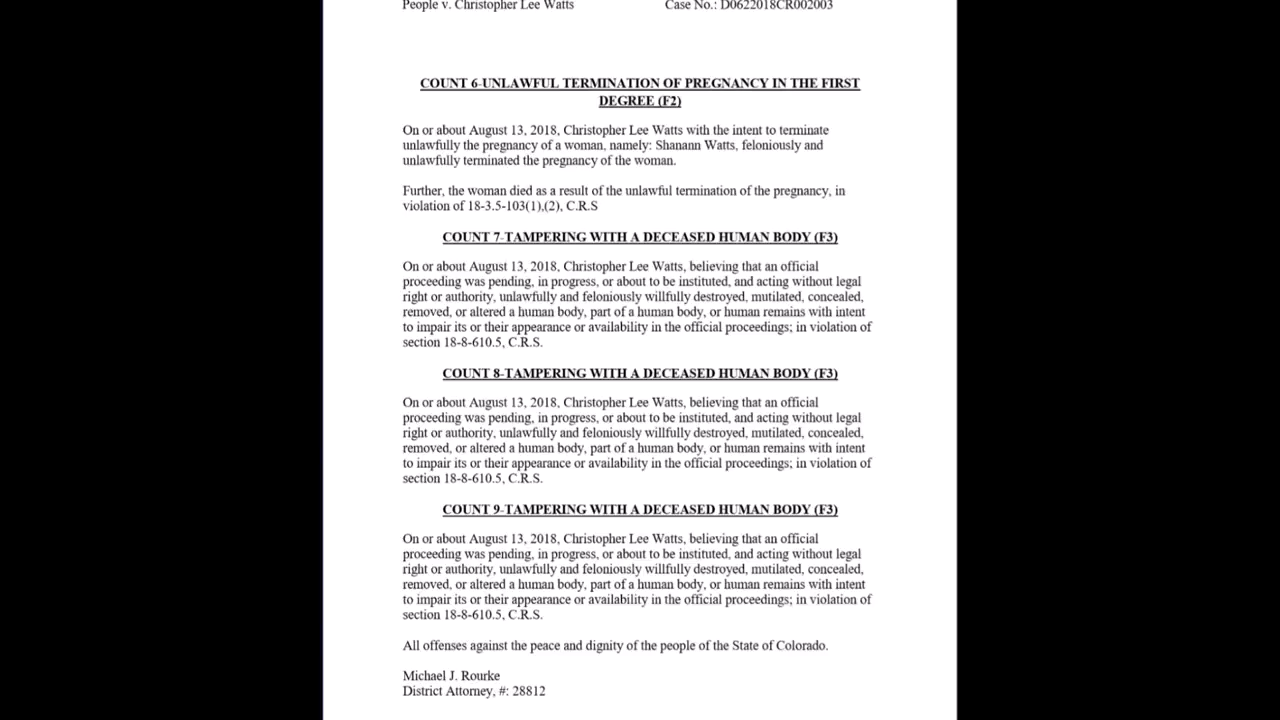 People v. Christopher Lee Watts Case No.: D0622018CR002003
COUNT 6-UNLAWFUL TERMINATION OF PREGNANCY IN THE FIRST
DEGREE (F2)
On or about August 13, 2018, Christopher Lee Watts with the intent to terminate
unlawfully the pregnancy of a woman, namely: Shanann Watts, feloniously and
unlawfully terminated the pregnancy of the woman.
Further, the woman died as a result of the unlawful termination of the pregnancy, in
violation of 18-3.5-103(1),(2), C.R.S
COUNT 7-TAMPERING WITH A DECEASED HUMAN BODY (F3)
On or about August 13, 2018, Christopher Lee Watts, believing that an official
proceeding was pending, in progress, or about to be instituted, and acting without legal
right or authority, unlawfully and feloniously willfully destroyed, mutilated, concealed,
removed, or altered a human body, part of a human body, or human remains with intent
to impair its or their appearance or availability in the official proceedings; in violation of
section 18-8-610.5, C.R.S.
COUNT 8-TAMPERING WITH A DECEASED HUMAN BODY (F3)
On or about August 13, 2018, Christopher Lee Watts, believing that an official
proceeding was pending, in progress, or about to be instituted, and acting without legal
right or authority, unlawfully and feloniously willfully destroyed, mutilated, concealed,
removed, or altered a human body, part of a human body, or human remains with intent
to impair its or their appearance or availability in the official proceedings; in violation of
section 18-8-610.5, C.R.S.
COUNT 9-TAMPERING WITH A DECEASED HUMAN BODY (F3)
On or about August 13, 2018, Christopher Lee Watts, believing that an official
proceeding was pending, in progress, or about to be instituted, and acting without legal
right or authority, unlawfully and feloniously willfully destroyed, mutilated, concealed,
removed, or altered a human body, part of a human body, or human remains with intent
to impair its or their appearance or availability in the official proceedings; in violation of
section 18-8-610.5, C.R.S.
All offenses against the peace and dignity of the people of the State of Colorado.
Michael J. Rourke
District Attorney, #: 28812